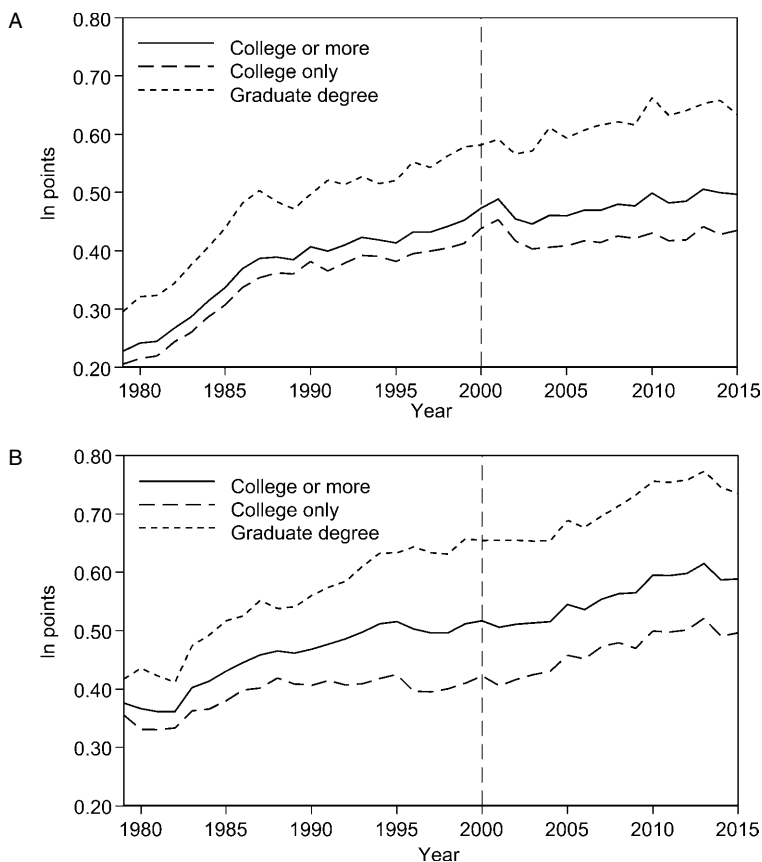 A
0.80
0.70
0.60
0.50
0.40
0.30
0.20
ln points
College or more
College only
Graduate degree
1980 1985 1990 1995 2000 2005 2010 2015
Year
B
0.80
0.70
0.60
0.50
0.40
0.30
0.20
ln points
College or more
College only
Graduate degree
1980 1985 1990 1995 2000 2005 2010 2015
Year